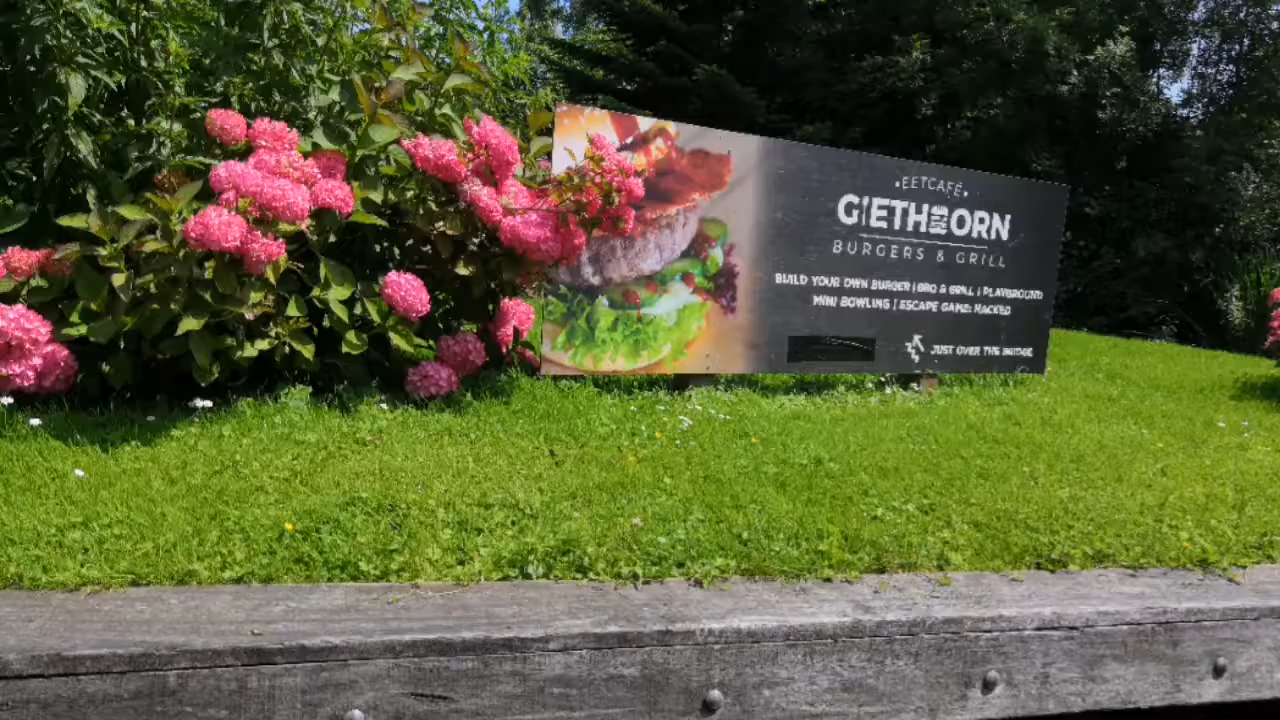 •EETCAFÉ•
GIETHOORN
BURGERS & GRILL
BUILD YOUR OWN BURGER | BBQ & GRILL | PLAYGROUND
MINI BOWLING | ESCAPE GAME: HACKED
JUST OVER THE BRIDGE